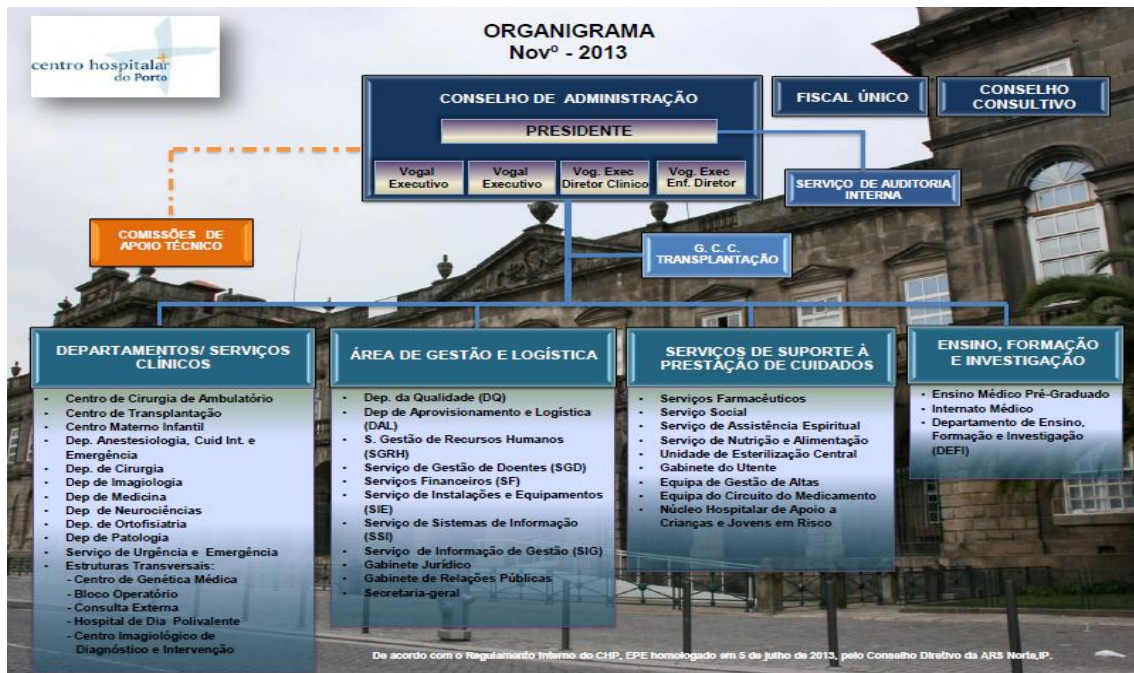 centro hospitalar
do Porto
ORGANIGRAMA
Novº - 2013
CONSELHO DE ADMINISTRAÇÃO
PRESIDENTE
Vogal
Executivo
Vogal
Executivo
Vog. Exec
Diretor Clinico
Vog. Exec
Enf. Diretor
FISCAL ÚNICO
CONSELHO
CONSULTIVO
SERVIÇO DE AUDITORIA
INTERNA
COMISSÕES DE
APOIO TÉCNICO
G. C. C.
TRANSPLANTAÇÃO
DEPARTAMENTOS/ SERVIÇOS
CLÍNICOS
• Centro de Cirurgia de Ambulatório
• Centro de Transplantação
• Centro Materno Infantil
• Dep. Anestesiologia, Cuid Int. e
Emergência
• Dep. de Cirurgia
• Dep de Imagiologia
• Dep de Medicina
• Dep de Neurociências
• Dep. de Ortofisiatria
• Dep de Patologia
• Serviço de Urgência e Emergência
• Estruturas Transversais:
- Centro de Genética Médica
- Bloco Operatório
- Consulta Externa
- Hospital de Dia Polivalente
- Centro Imagiológico de
Diagnóstico e Intervenção
ÁREA DE GESTÃO E LOGÍSTICA
• Dep. da Qualidade (DQ)
• Dep de Aprovisionamento e Logística
(DAL)
• S. Gestão de Recursos Humanos
(SGRH)
• Serviço de Gestão de Doentes (SGD)
• Serviços Financeiros (SF)
• Serviço de Instalações e Equipamentos
(SIE)
• Serviço de Sistemas de Informação
(SSI)
• Serviço de Informação de Gestão (SIG)
• Gabinete Jurídico
• Gabinete de Relações Públicas
• Secretaria-geral
SERVIÇOS DE SUPORTE À
PRESTAÇÃO DE CUIDADOS
• Serviços Farmacêuticos
• Serviço Social
• Serviço de Assistência Espiritual
• Serviço de Nutrição e Alimentação
• Unidade de Esterilização Central
• Gabinete do Utente
• Equipa de Gestão de Altas
• Equipa do Circuito do Medicamento
• Núcleo Hospitalar de Apoio a
Crianças e Jovens em Risco
ENSINO, FORMAÇÃO
E INVESTIGAÇÃO
• Ensino Médico Pré-Graduado
• Internato Médico
• Departamento de Ensino,
Formação e Investigação
(DEFI)
De acordo com o Regulamento Interno do CHP, EPE homologado em 5 de julho de 2013, pelo Conselho Diretivo da ARS Norte,IP.
1